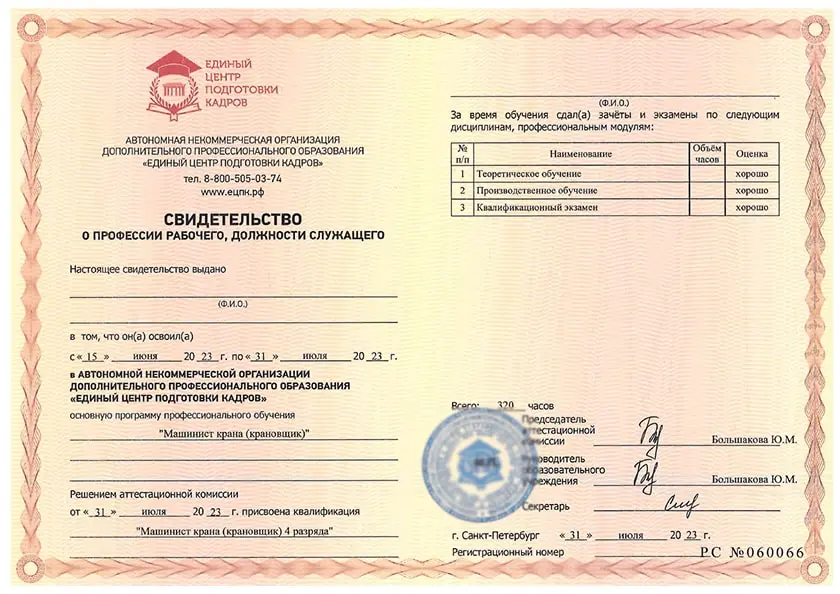 ЕДИНЫЙ
ЦЕНТР
ПОДГОТОВКИ
КАДРОВ
АВТОНОМНАЯ НЕКОММЕРЧЕСКАЯ ОРГАНИЗАЦИЯ
ДОПОЛНИТЕЛЬНОГО ПРОФЕССИОНАЛЬНОГО ОБРАЗОВАНИЯ
«ЕДИНЫЙ ЦЕНТР ПОДГОТОВКИ КАДРОВ»
тел. 8-800-505-03-74
www.ецпк.рф
СВИДЕТЕЛЬСТВО
О ПРОФЕССИИ РАБОЧЕГО, ДОЛЖНОСТИ СЛУЖАЩЕГО
Настоящее свидетельство выдано
(Ф.И.О.)
в том, что он(а) освоил(а)
с « 15 » июня 20 23 г. по « 31 » июля 20 23 г.
в АВТОНОМНОЙ НЕКОММЕРЧЕСКОЙ ОРГАНИЗАЦИИ
ДОПОЛНИТЕЛЬНОГО ПРОФЕССИОНАЛЬНОГО ОБРАЗОВАНИЯ
«ЕДИНЫЙ ЦЕНТР ПОДГОТОВКИ КАДРОВ»
основную программу профессионального обучения
"Машинист крана (крановщик)"
Решением аттестационной комиссии
от « 31 » июля 20 23 г. присвоена квалификация
"Машинист крана (крановщик) 4 разряда"
(Ф.И.О.)
За время обучения сдал(а) зачёты и экзамены по следующим
дисциплинам, профессиональным модулям:
№ п/п Наименование Объём часов Оценка
1 Теоретическое обучение хорошо
2 Производственное обучение хорошо
3 Квалификационный экзамен хорошо
Всего: 320 часов
Председатель
аттестационной
комиссии Большакова Ю.М.
Руководитель
образовательного
учреждения Большакова Ю.М.
Секретарь
М.П.
г. Санкт-Петербург « 31 » июля 20 23 г.
Регистрационный номер РС №060066